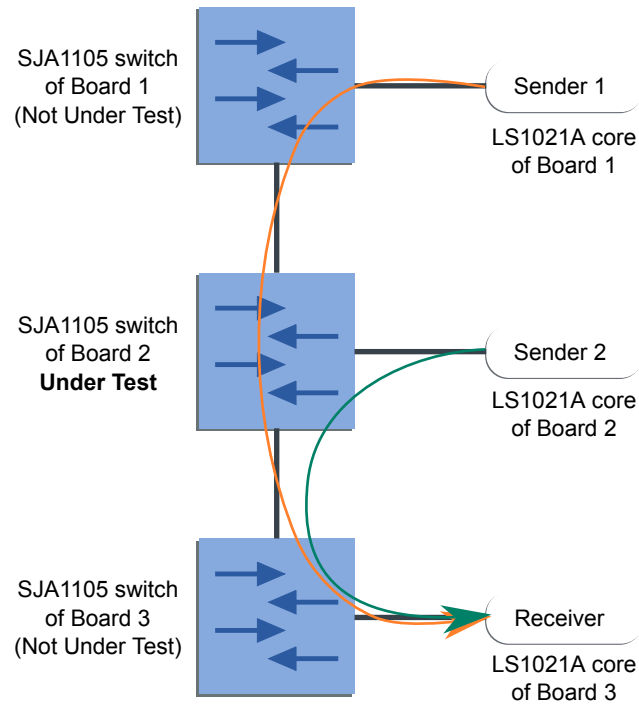 SJA1105 switch
of Board 1
(Not Under Test)
Sender 1
LS1021A core
of Board 1
SJA1105 switch
of Board 2
Under Test
Sender 2
LS1021A core
of Board 2
SJA1105 switch
of Board 3
(Not Under Test)
Receiver
LS1021A core
of Board 3